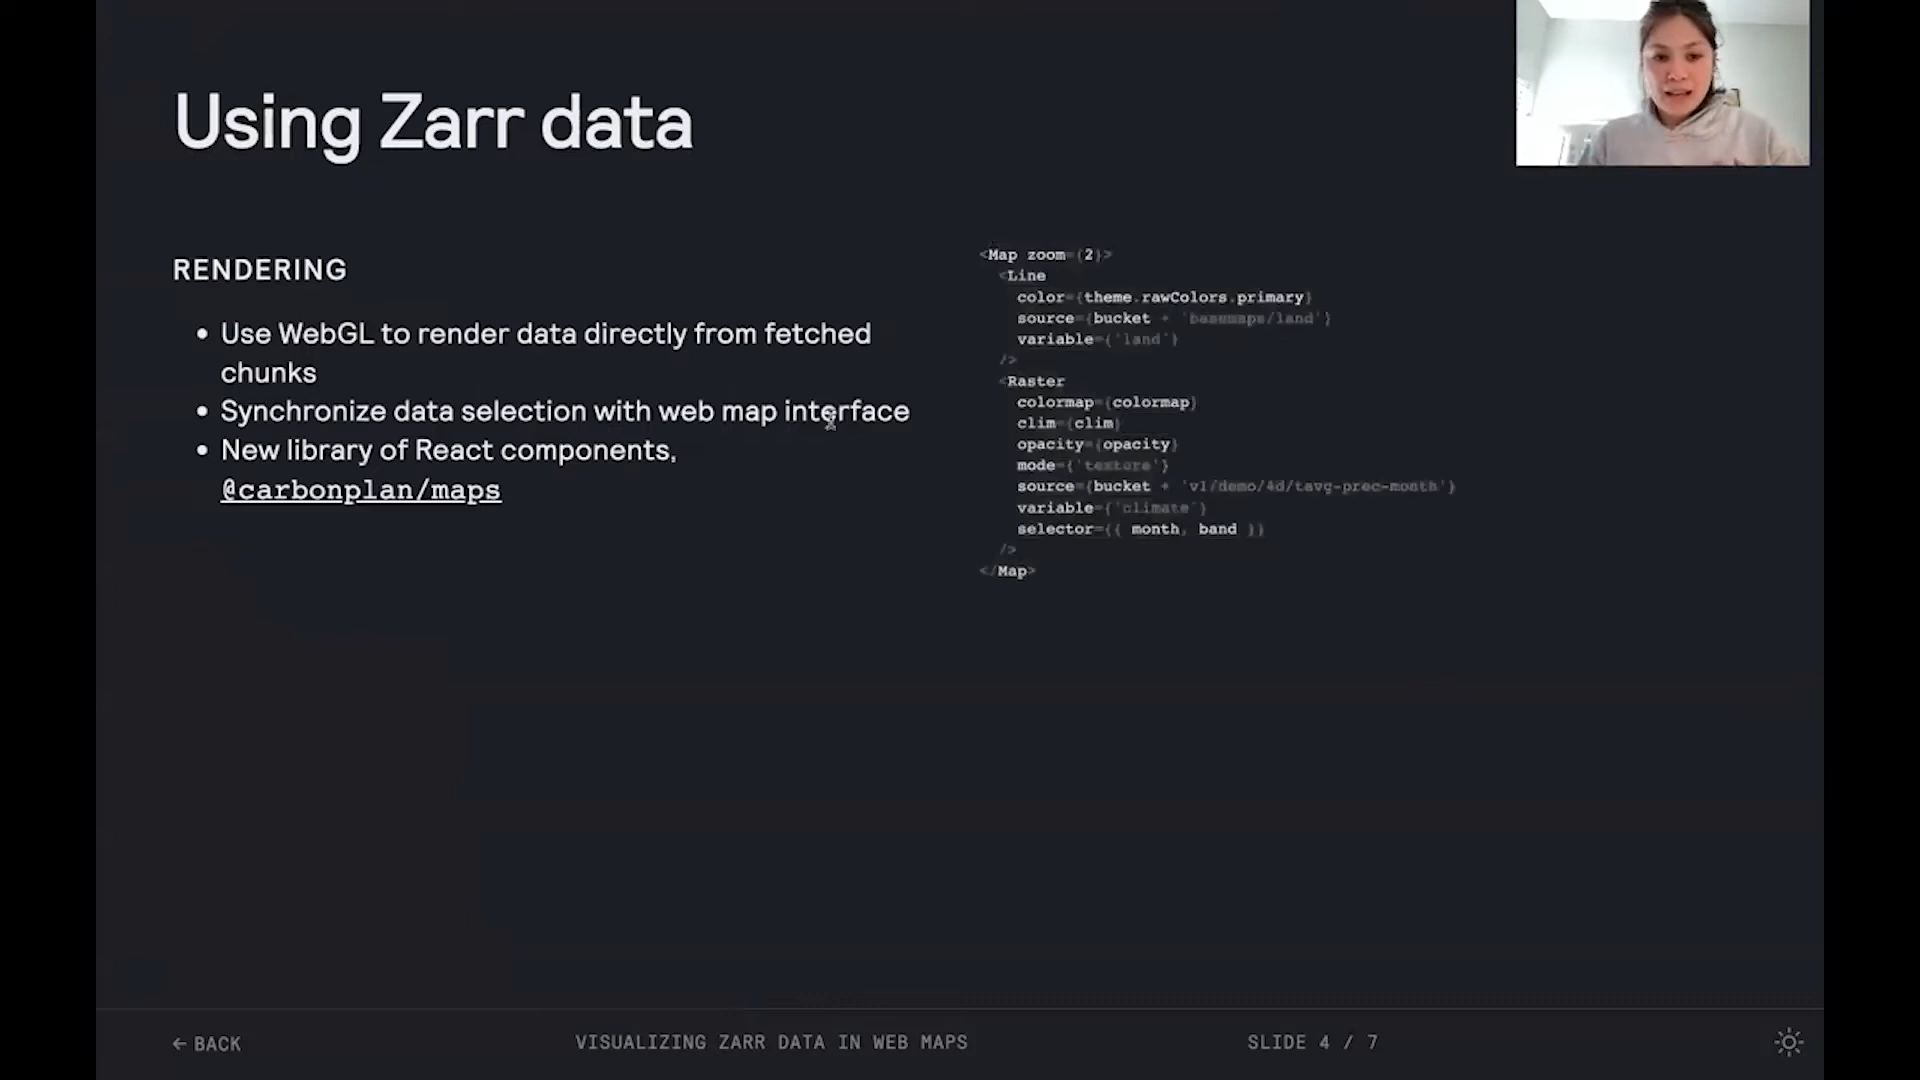 Using Zarr data
RENDERING
• Use WebGL to render data directly from fetched
chunks
• Synchronize data selection with web map interface
• New library of React components,
@carbonplan/maps
<Map zoom={2}>
<Line
color={theme.rawColors.primary}
source={bucket + 'basemaps/land'}
variable={'land'}
/>
<Raster
colormap={colormap}
clim={clim}
opacity={opacity}
mode={'texture'}
source={bucket + 'v1/demo/4d/tavg-prec-month'}
variable={'climate'}
selector={{ month, band }}
/>
</Map>
← BACK
VISUALIZING ZARR DATA IN WEB MAPS
SLIDE 4 / 7